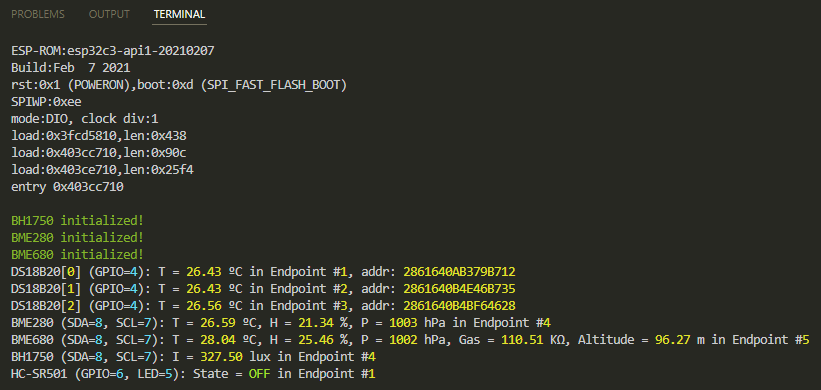 PROBLEMS OUTPUT TERMINAL
ESP-ROM:esp32c3-api1-20210207
Build:Feb  7 2021
rst:0x1 (POWERON),boot:0xd (SPI_FAST_FLASH_BOOT)
SPIWP:0xee
mode:DIO, clock div:1
load:0x3fcd5810,len:0x438
load:0x403cc710,len:0x90c
load:0x403ce710,len:0x25f4
entry 0x403cc710
BH1750 initialized!
BME280 initialized!
BME680 initialized!
DS18B20[0] (GPIO=4): T = 26.43 ºC in Endpoint #1, addr: 2861640AB379B712
DS18B20[1] (GPIO=4): T = 26.43 ºC in Endpoint #2, addr: 2861640B4E46B735
DS18B20[2] (GPIO=4): T = 26.56 ºC in Endpoint #3, addr: 2861640B4BF64628
BME280 (SDA=8, SCL=7): T = 26.59 ºC, H = 21.34 %, P = 1003 hPa in Endpoint #4
BME680 (SDA=8, SCL=7): T = 28.04 ºC, H = 25.46 %, P = 1002 hPa, Gas = 110.51 KΩ, Altitude = 96.27 m in Endpoint #5
BH1750 (SDA=8, SCL=7): I = 327.50 lux in Endpoint #4
HC-SR501 (GPIO=6, LED=5): State = OFF in Endpoint #1